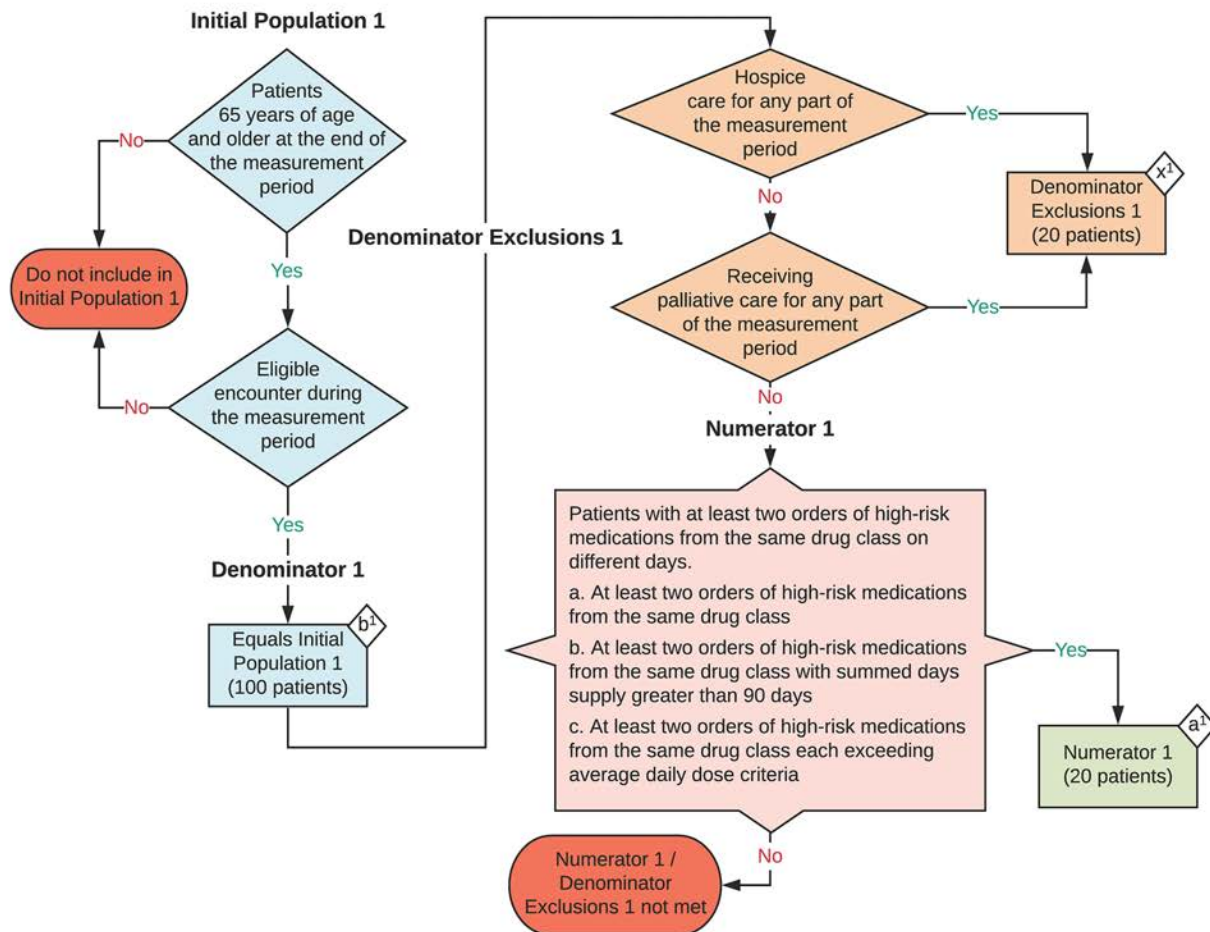 Initial Population 1
Patients
65 years of age
and older at the end of
the measurement
period
No
Yes
Do not include in
Initial Population 1
Eligible
encounter during
the measurement
period
No
Yes
Denominator 1
b¹
Equals Initial
Population 1
(100 patients)
Denominator Exclusions 1
Hospice
care for any part of
the measurement
period
Yes
No
x¹
Denominator
Exclusions 1
(20 patients)
Receiving
palliative care for any part
of the measurement
period
Yes
No
Numerator 1
Patients with at least two orders of high-risk
medications from the same drug class on
different days.
a. At least two orders of high-risk medications
from the same drug class
b. At least two orders of high-risk medications
from the same drug class with summed days
supply greater than 90 days
c. At least two orders of high-risk medications
from the same drug class each exceeding
average daily dose criteria
Yes
a¹
Numerator 1
(20 patients)
No
Numerator 1 /
Denominator
Exclusions 1 not met